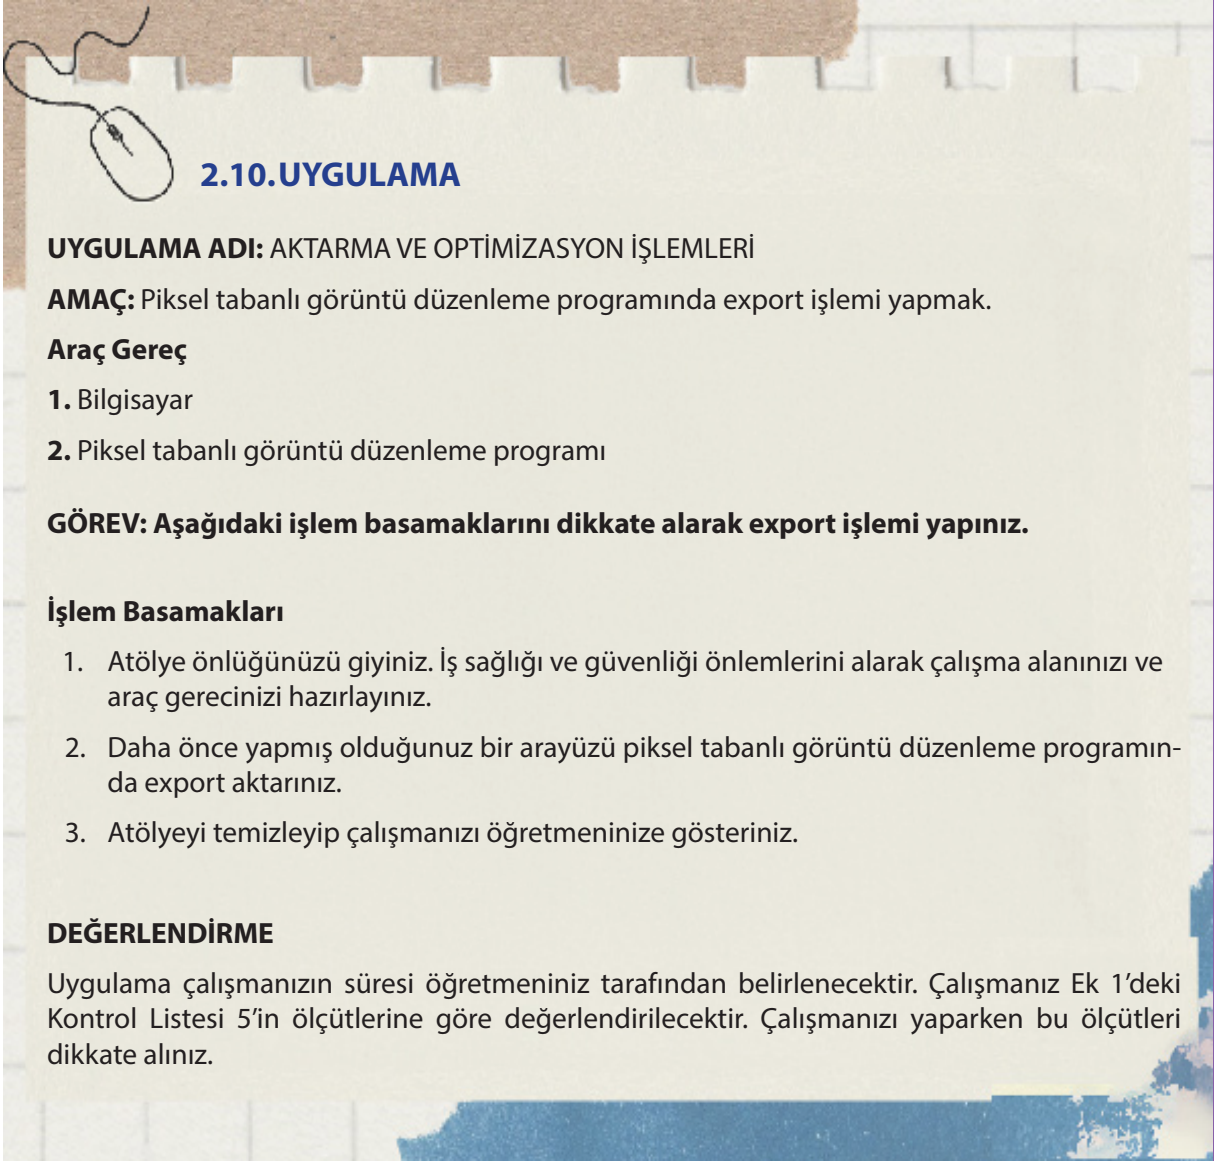 2.10. UYGULAMA
UYGULAMA ADI: AKTARMA VE OPTİMİZASYON İŞLEMLERİ
AMAÇ: Piksel tabanlı görüntü düzenleme programında export işlemi yapmak.
Araç Gereç
1. Bilgisayar
2. Piksel tabanlı görüntü düzenleme programı
GÖREV: Aşağıdaki işlem basamaklarını dikkate alarak export işlemi yapınız.
İşlem Basamakları
1. Atölye önlüğünüzü giyiniz. İş sağlığı ve güvenliği önlemlerini alarak çalışma alanınızı ve
araç gerecinizi hazırlayınız.
2. Daha önce yapmış olduğunuz bir arayüzü piksel tabanlı görüntü düzenleme programın-
da export aktarınız.
3. Atölyeyi temizleyip çalışmanızı öğretmeninize gösteriniz.
DEĞERLENDİRME
Uygulama çalışmanızın süresi öğretmeniniz tarafından belirlenecektir. Çalışmanız Ek 1’deki
Kontrol Listesi 5’in ölçütlerine göre değerlendirilecektir. Çalışmanızı yaparken bu ölçütleri
dikkate alınız.